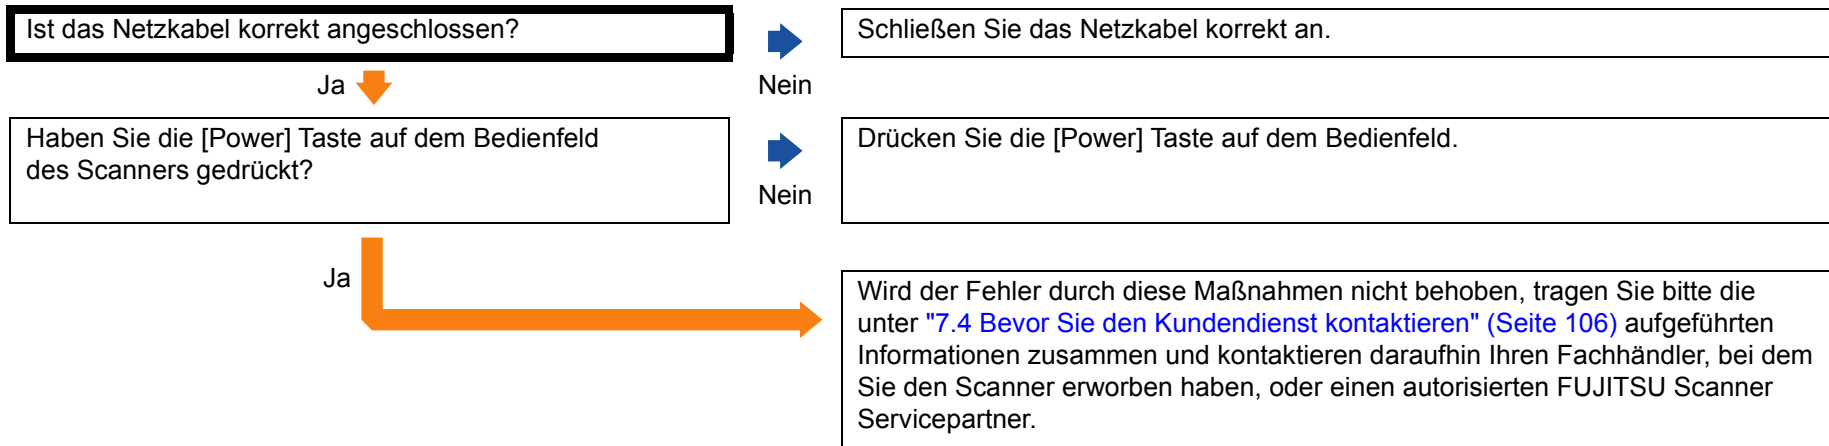 Ist das Netzkabel korrekt angeschlossen?
Schließen Sie das Netzkabel korrekt an.
Ja
Nein
Haben Sie die [Power] Taste auf dem Bedienfeld
des Scanners gedrückt?
Drücken Sie die [Power] Taste auf dem Bedienfeld.
Nein
Ja
Wird der Fehler durch diese Maßnahmen nicht behoben, tragen Sie bitte die
unter "7.4 Bevor Sie den Kundendienst kontaktieren" (Seite 106) aufgeführten
Informationen zusammen und kontaktieren daraufhin Ihren Fachhändler, bei dem
Sie den Scanner erworben haben, oder einen autorisierten FUJITSU Scanner
Servicepartner.